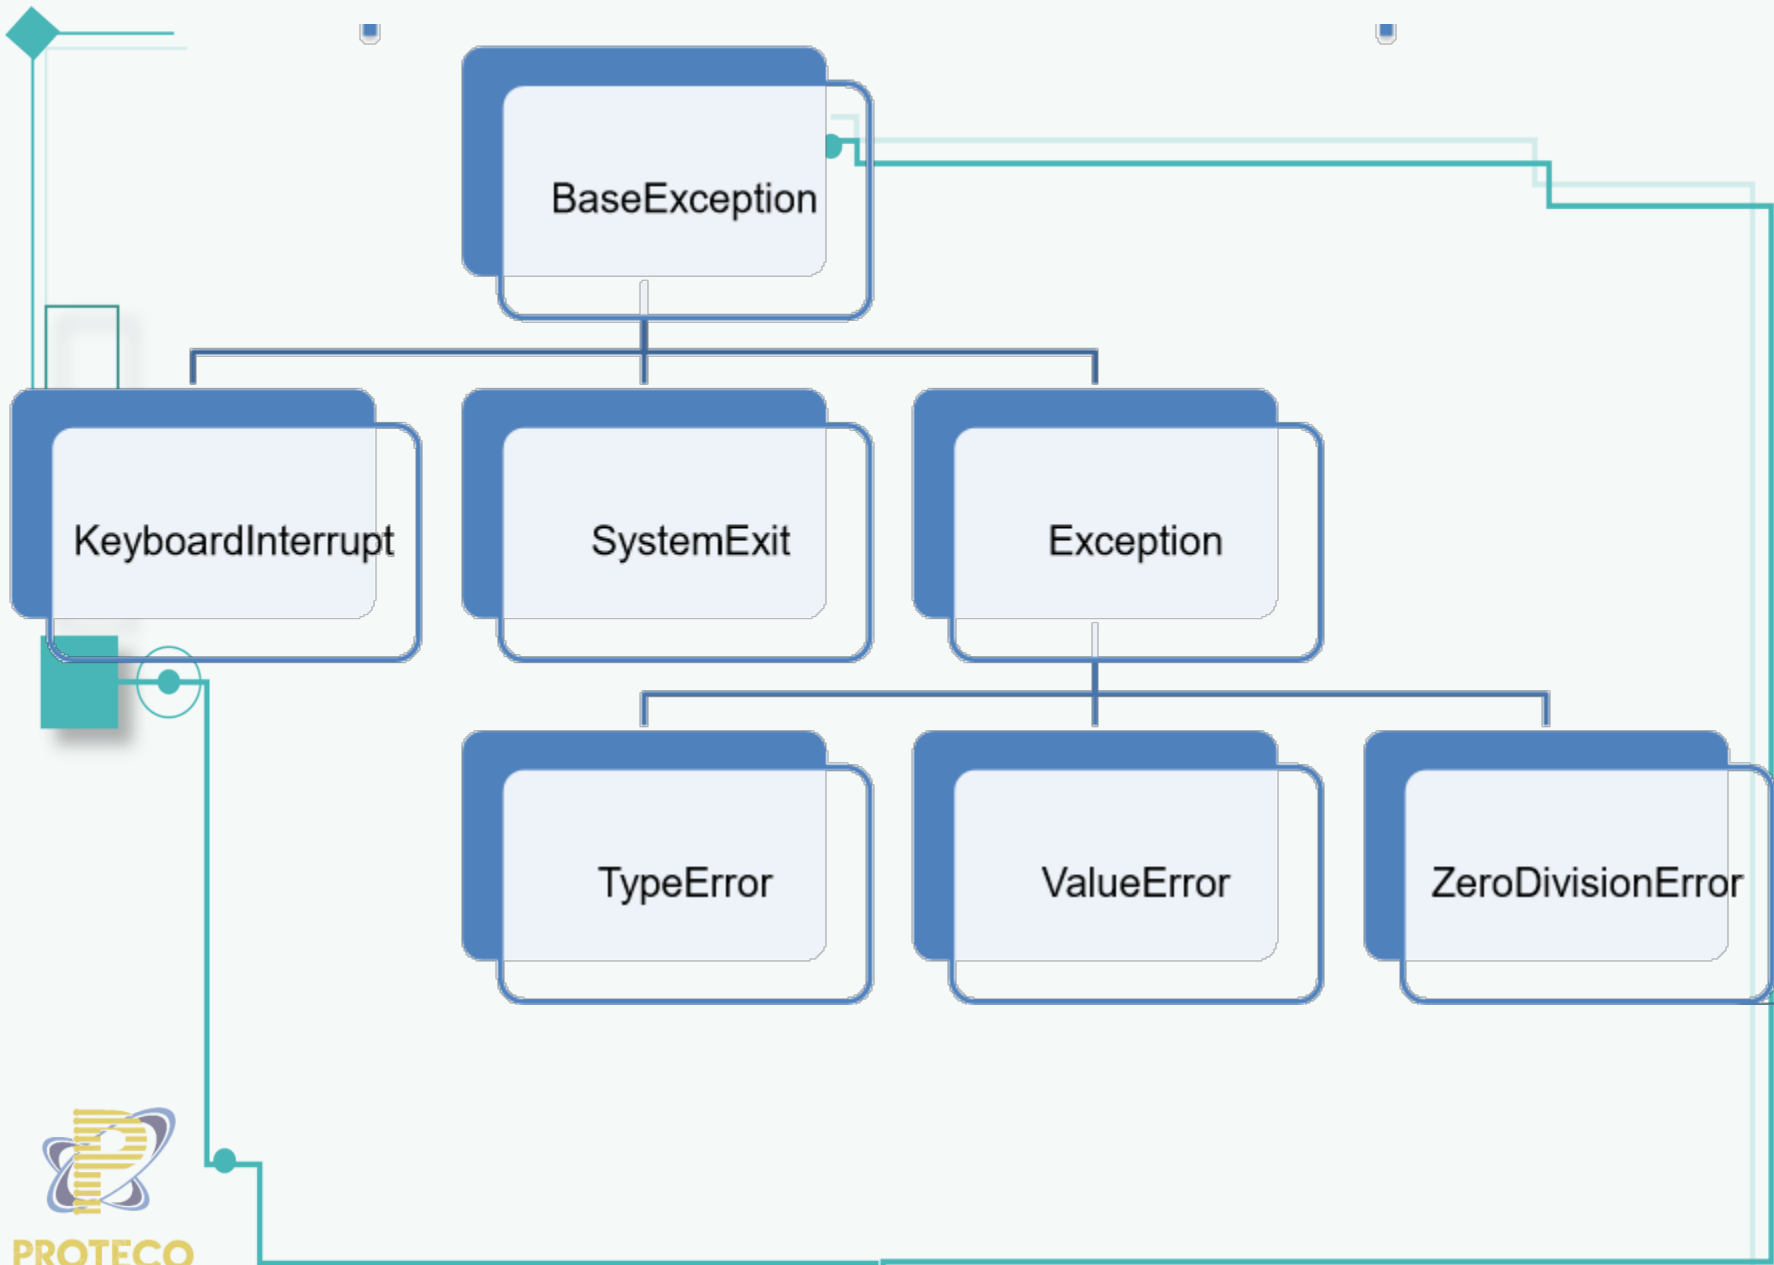 BaseException
KeyboardInterrupt
SystemExit
Exception
TypeError
ValueError
ZeroDivisionError
PROTECO